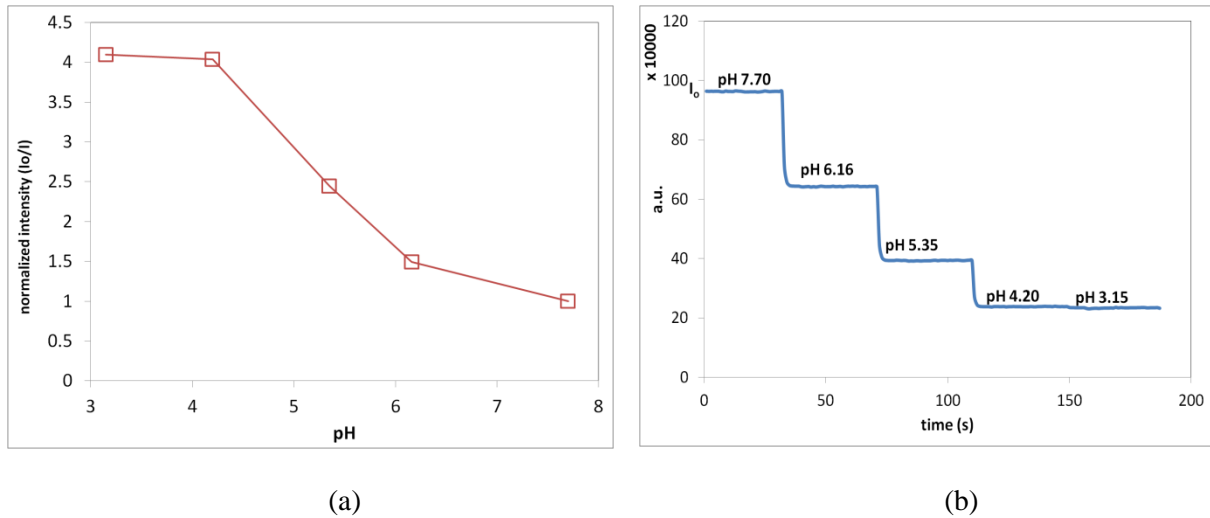 4.5
4
3.5
3
2.5
2
1.5
1
0.5
0
normalized intensity (Io/I)
3 4 5 6 7 8
pH
(a)
x 10000
120
100
80
60
40
20
0
a.u.
Io
pH 7.70
pH 6.16
pH 5.35
pH 4.20
pH 3.15
0 50 100 150 200
time (s)
(b)